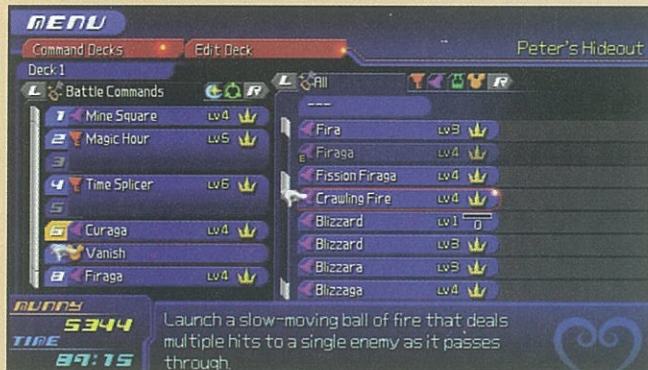 MENU
Command Decks
Edit Deck
Peter's Hideout
Deck 1
L Battle Commands R
1 Mine Square LV4
2 Magic Hour LV5
3
4 Time Splicer LV6
5
6 Curaga LV4
Vanish
8 Firaga LV4
L All R
---
Fira LV3
E Firaga LV4
Fission Firaga LV4
Crawling Fire LV4
Blizzard LV1 0
Blizzard LV3
Blizzara LV3
Blizzaga LV4
MUNNY
5344
TIME
89:15
Launch a slow-moving ball of fire that deals
multiple hits to a single enemy as it passes
through.